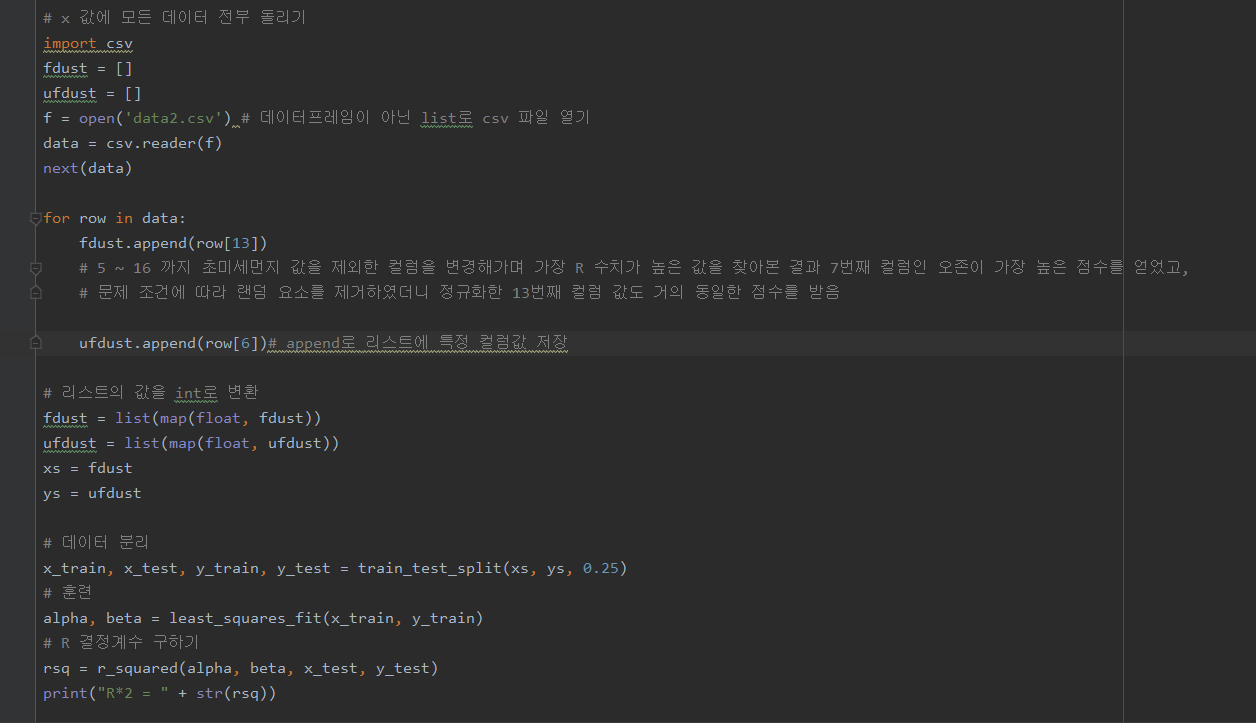 # x 값에 모든 데이터 전부 돌리기
import csv
fdust = []
ufdust = []
f = open('data2.csv') # 데이터프레임이 아닌 list로 csv 파일 열기
data = csv.reader(f)
next(data)
for row in data:
    fdust.append(row[13])
    # 5 ~ 16 까지 초미세먼지 값을 제외한 컬럼을 변경해가며 가장 R 수치가 높은 값을 찾아본 결과 7번째 컬럼인 오존이 가장 높은 점수를 얻었고,
    # 문제 조건에 따라 랜덤 요소를 제거하였더니 정규화한 13번째 컬럼 값도 거의 동일한 점수를 받음
    ufdust.append(row[6])# append로 리스트에 특정 컬럼값 저장
# 리스트의 값을 int로 변환
fdust = list(map(float, fdust))
ufdust = list(map(float, ufdust))
xs = fdust
ys = ufdust
# 데이터 분리
x_train, x_test, y_train, y_test = train_test_split(xs, ys, 0.25)
# 훈련
alpha, beta = least_squares_fit(x_train, y_train)
# R 결정계수 구하기
rsq = r_squared(alpha, beta, x_test, y_test)
print("R*2 = " + str(rsq))